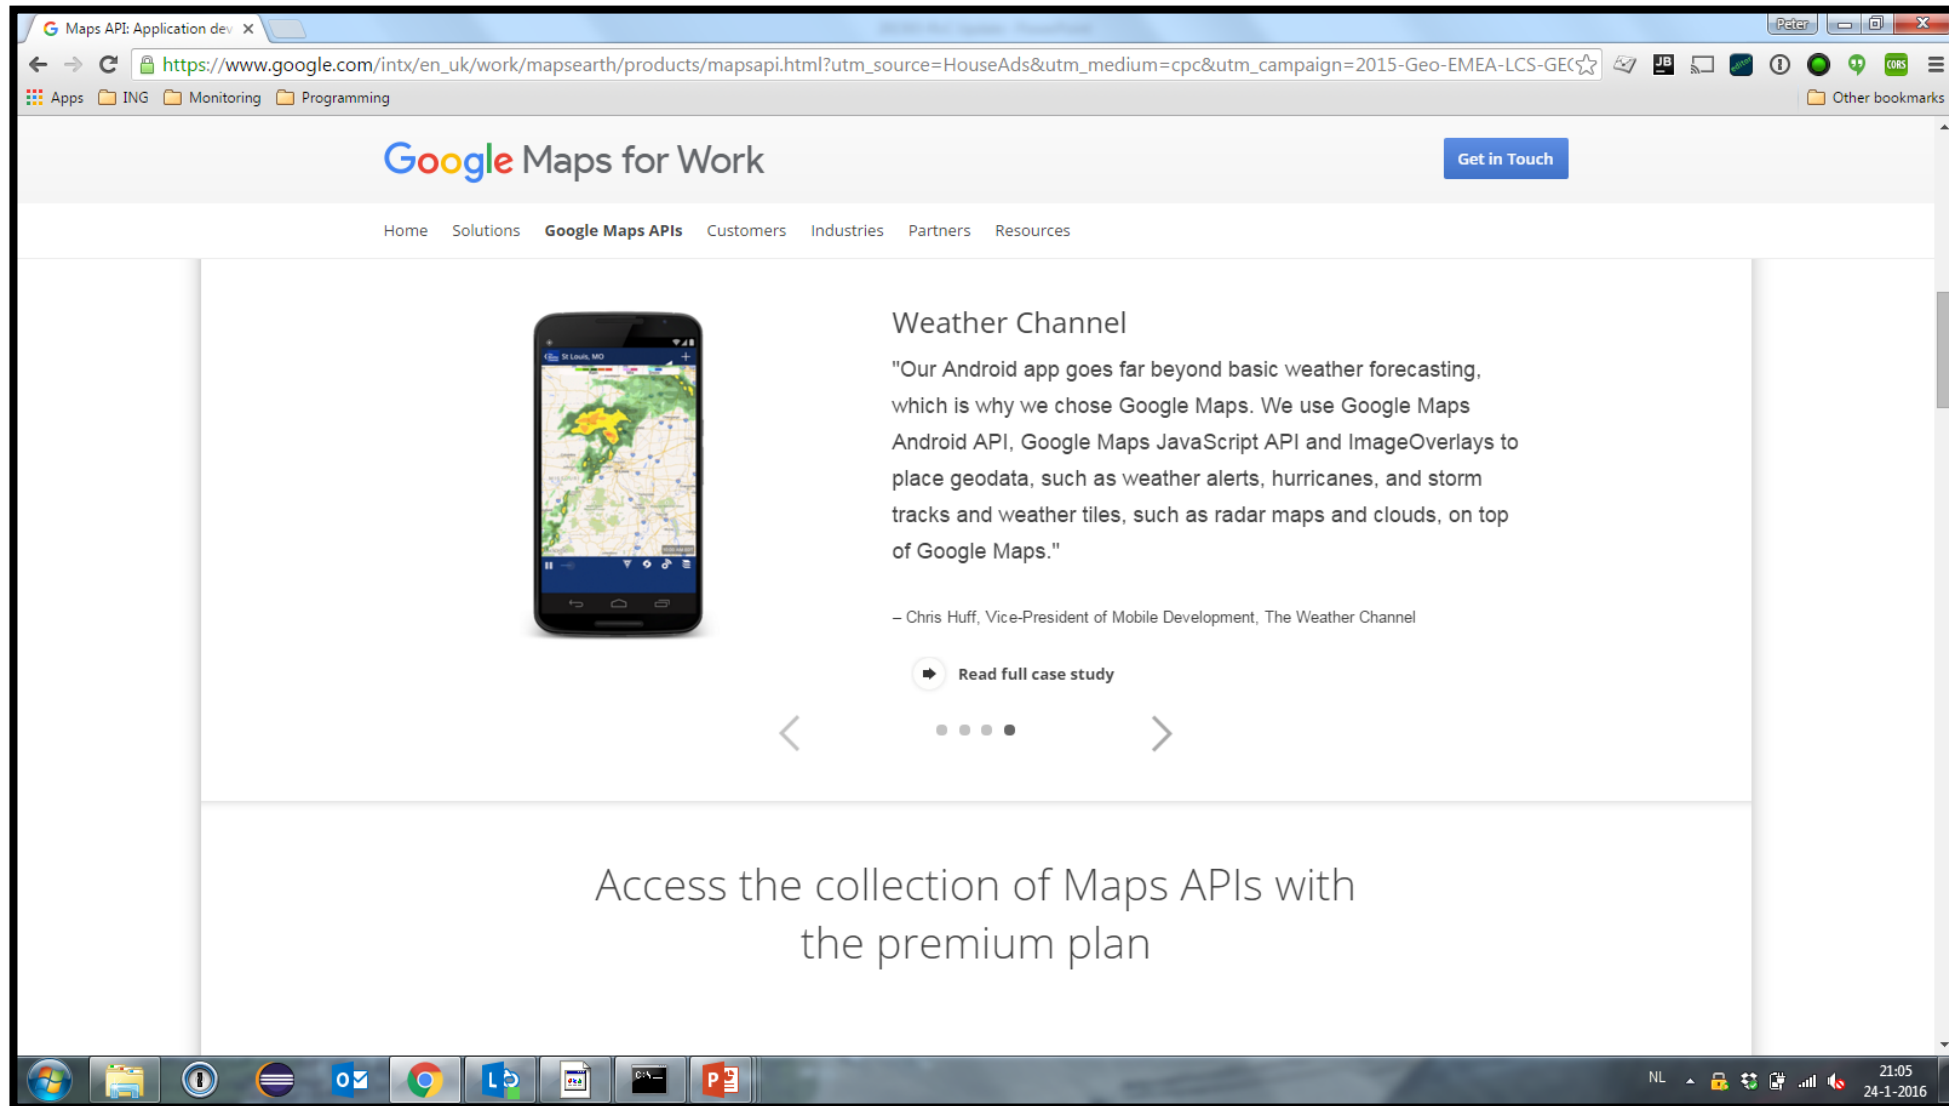 Maps API: Application dev
Peter
https://www.google.com/intx/en_uk/work/mapsearth/products/mapsapi.html?utm_source=HouseAds&utm_medium=cpc&utm_campaign=2015-Geo-EMEA-LCS-GEO
JB
CORS
Apps ING Monitoring Programming Other bookmarks
Google Maps for Work
Get in Touch
Home Solutions Google Maps APIs Customers Industries Partners Resources
St Louis, MO
Weather Channel
"Our Android app goes far beyond basic weather forecasting,
which is why we chose Google Maps. We use Google Maps
Android API, Google Maps JavaScript API and ImageOverlays to
place geodata, such as weather alerts, hurricanes, and storm
tracks and weather tiles, such as radar maps and clouds, on top
of Google Maps."
– Chris Huff, Vice-President of Mobile Development, The Weather Channel
Read full case study
Access the collection of Maps APIs with
the premium plan
NL
21:05
24-1-2016